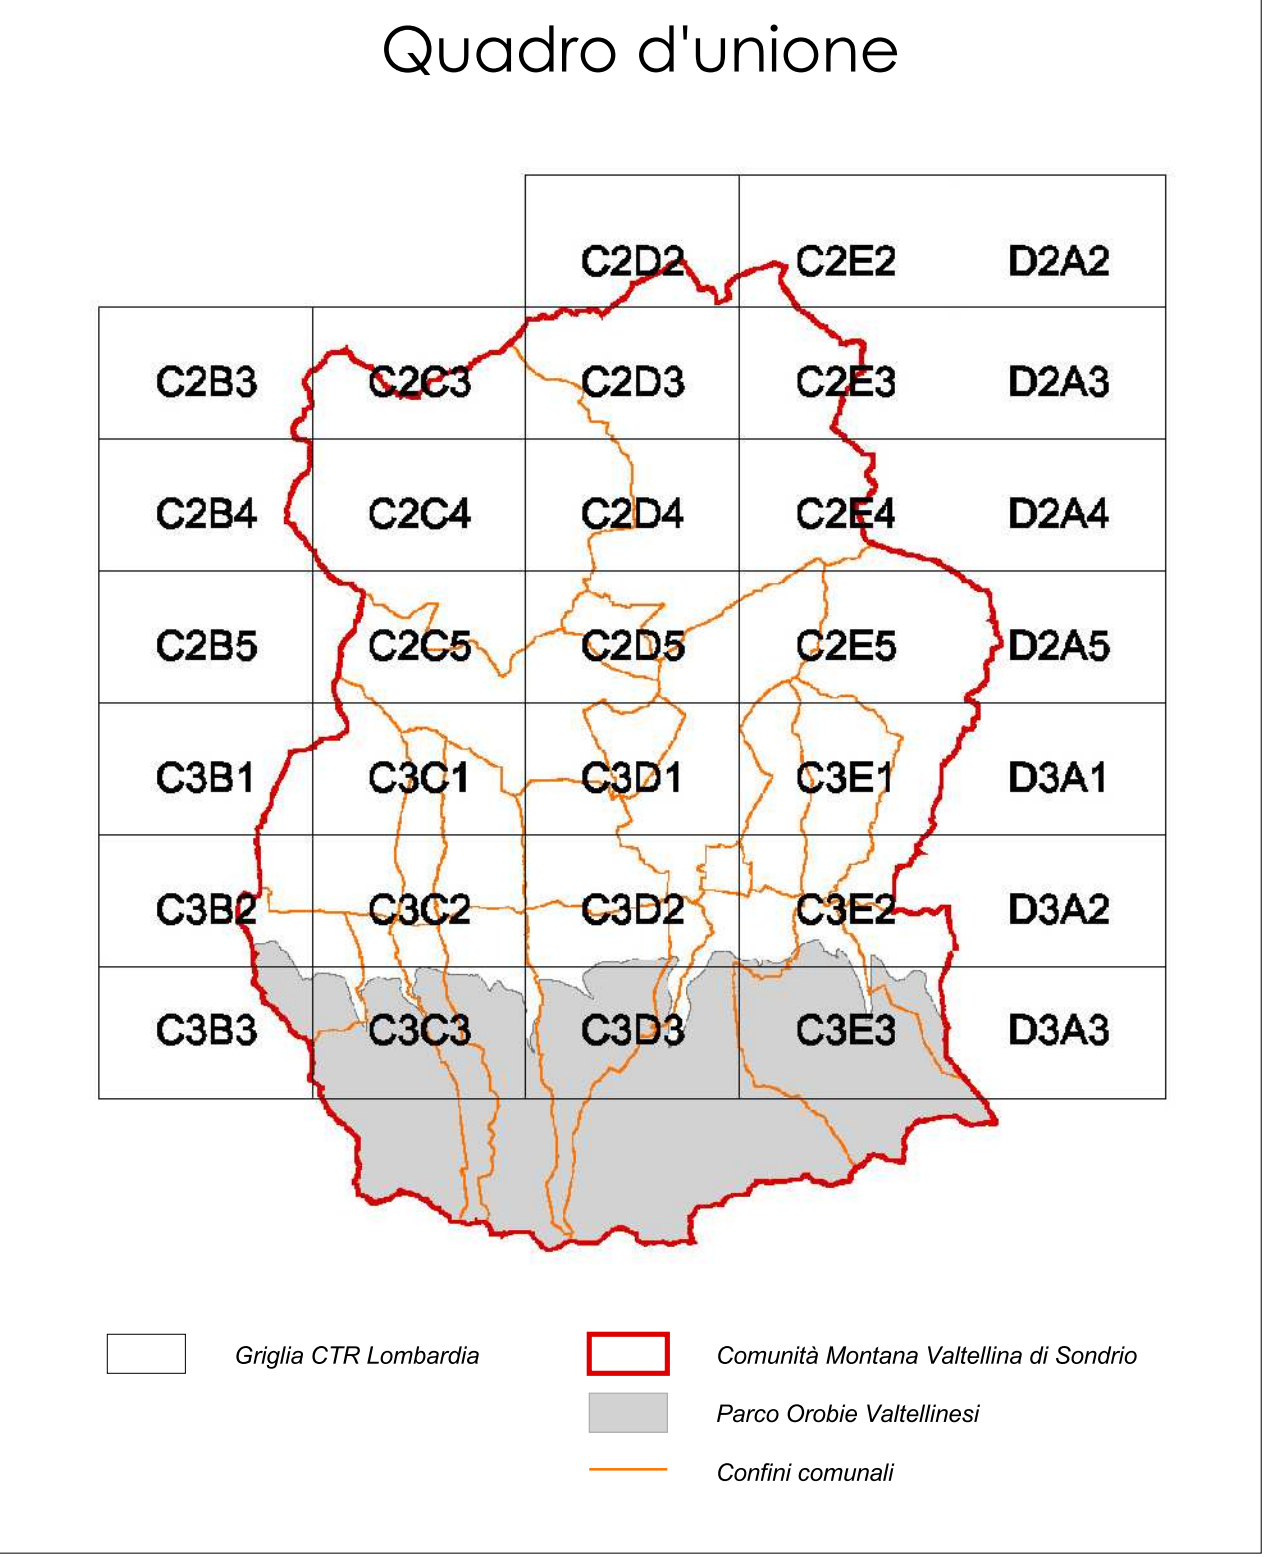 Quadro d'unione
C2D2 C2E2 D2A2
C2B3 C2C3 C2D3 C2E3 D2A3
C2B4 C2C4 C2D4 C2E4 D2A4
C2B5 C2C5 C2D5 C2E5 D2A5
C3B1 C3C1 C3D1 C3E1 D3A1
C3B2 C3C2 C3D2 C3E2 D3A2
C3B3 C3C3 C3D3 C3E3 D3A3
Griglia CTR Lombardia
Comunità Montana Valtellina di Sondrio
Parco Orobie Valtellinesi
Confini comunali